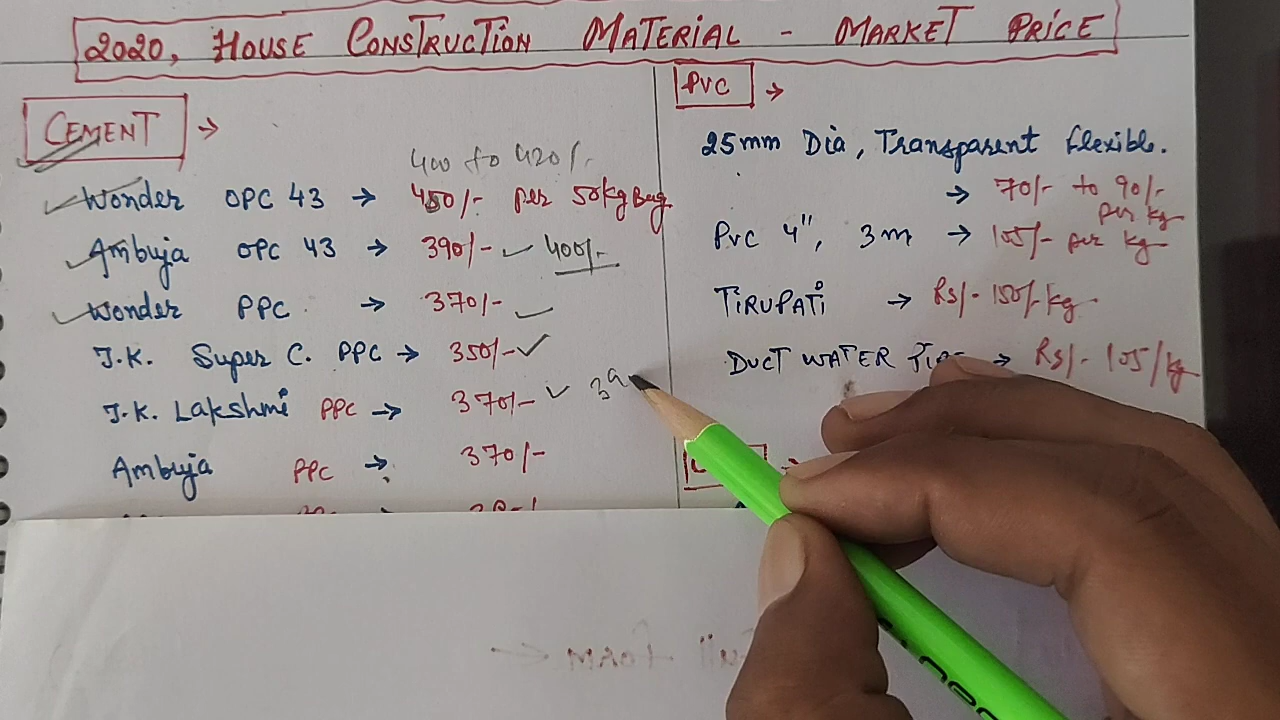 2020, HOUSE CONSTRUCTION MATERIAL - MARKET PRICE
CEMENT →
400 to 420/-
Wonder OPC 43 → 450/- per 50kg Bag
Ambuja OPC 43 → 390/- ✓ 400/-
Wonder PPC → 370/- ✓
J.K. Super C. PPC → 350/- ✓
J.K. Lakshmi PPC → 370/- ✓ 39
Ambuja PPC → 370/-
PVC →
25mm Dia, Transparent flexible.
→ 70/- to 90/-
per kg
PVC 4", 3m → 105/- per kg
TIRUPATI → Rs/- 150/- kg
DUCT WATER PIPE → Rs/- 105/kg